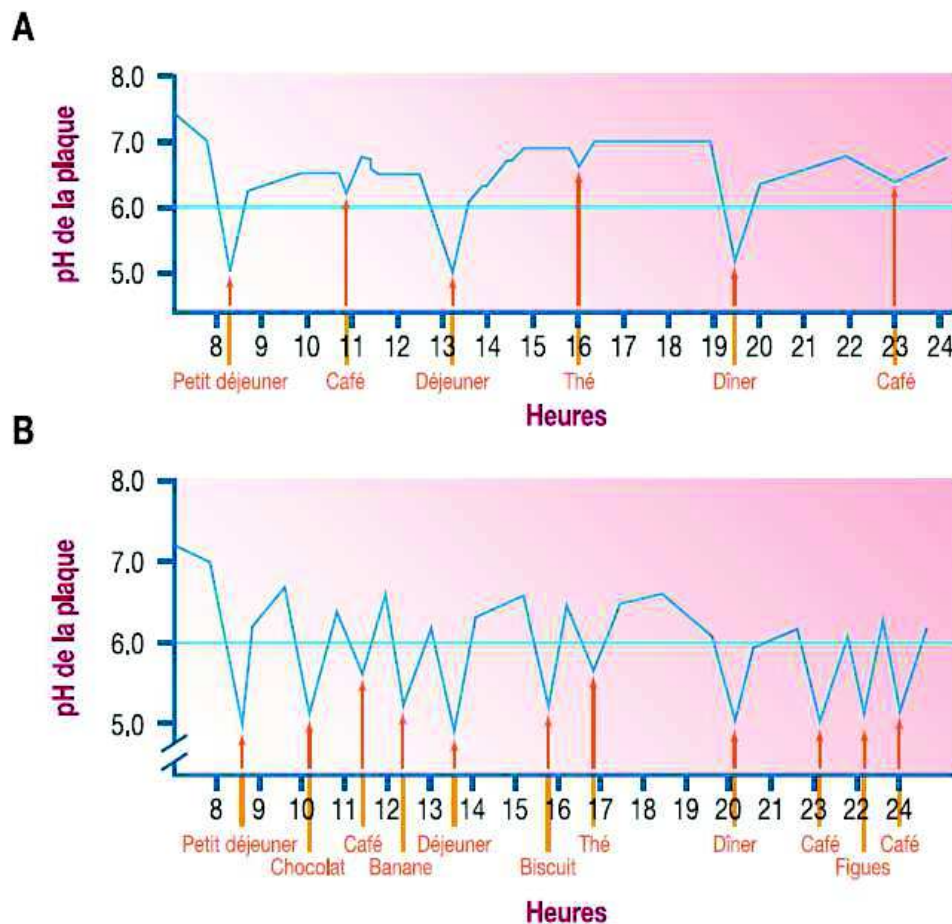 A
pH de la plaque
8.0
7.0
6.0
5.0
8 9 10 11 12 13 14 15 16 17 18 19 20 21 22 23 24
Petit déjeuner Café Déjeuner Thé Dîner Café
Heures
B
pH de la plaque
8.0
7.0
6.0
5.0
8 9 10 11 12 13 14 15 16 17 18 19 20 21 23 22 24
Petit déjeuner Café Déjeuner Thé Dîner Café Café
Chocolat Banane Biscuit Figues
Heures